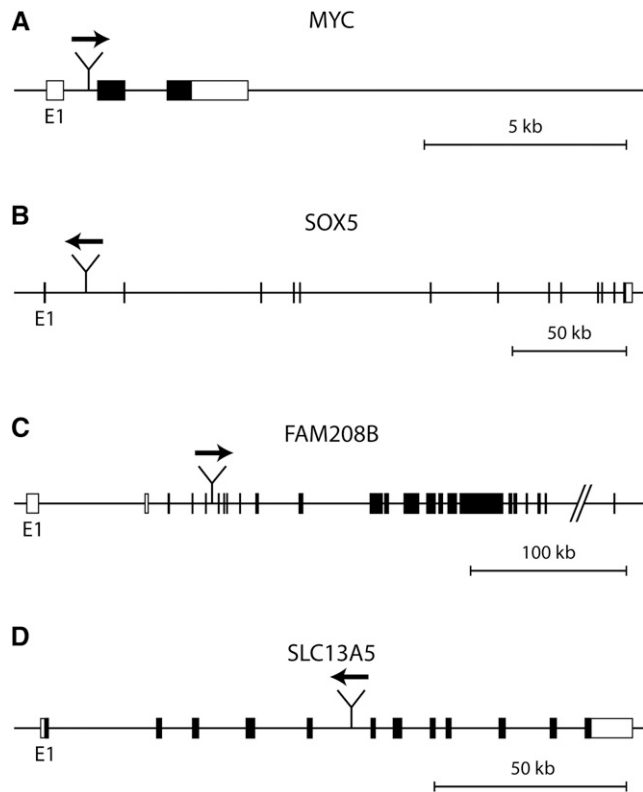 A
MYC
E1
5 kb
B
SOX5
E1
50 kb
C
FAM208B
E1
100 kb
D
SLC13A5
E1
50 kb